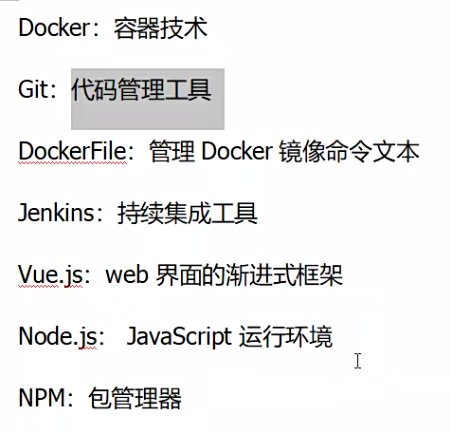 Docker：容器技术
Git：代码管理工具
DockerFile：管理 Docker 镜像命令文本
Jenkins：持续集成工具
Vue.js：web 界面的渐进式框架
Node.js： JavaScript 运行环境
NPM：包管理器